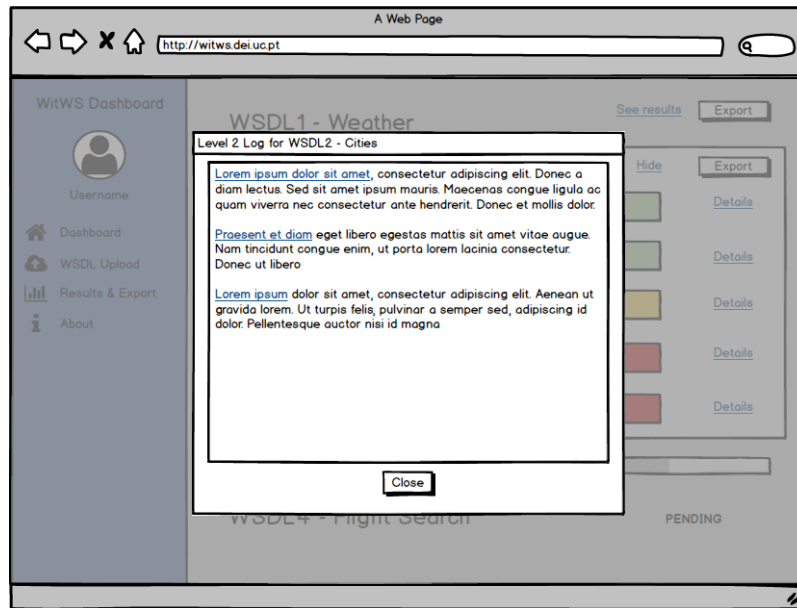 A Web Page
http://witws.dei.uc.pt
WitWS Dashboard
Username
Dashboard
WSDL Upload
Results & Export
About
WSDL1 - Weather
See results
Export
Level 2 Log for WSDL2 - Cities
Lorem ipsum dolor sit amet, consectetur adipiscing elit. Donec a
diam lectus. Sed sit amet ipsum mauris. Maecenas congue ligula ac
quam viverra nec consectetur ante hendrerit. Donec et mollis dolor.
Praesent et diam eget libero egestas mattis sit amet vitae augue.
Nam tincidunt congue enim, ut porta lorem lacinia consectetur.
Donec ut libero
Lorem ipsum dolor sit amet, consectetur adipiscing elit. Aenean ut
gravida lorem. Ut turpis felis, pulvinar a semper sed, adipiscing id
dolor. Pellentesque auctor nisi id magna
Close
Hide
Export
Details
Details
Details
Details
Details
WSDL4 - Flight Search
PENDING